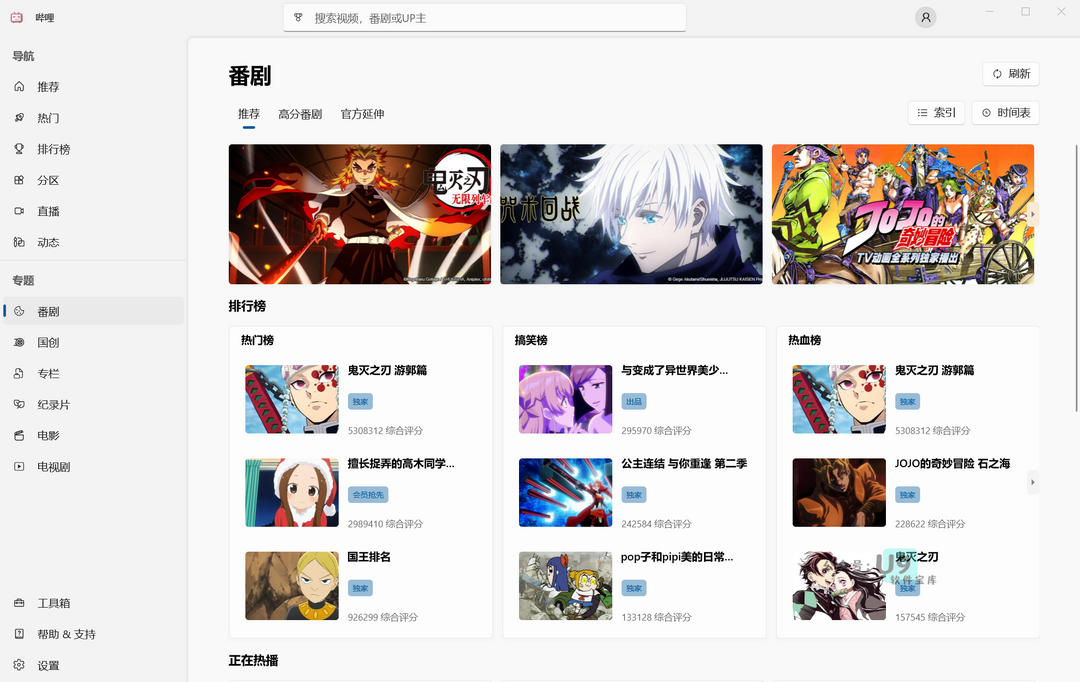 哔哩
搜索视频，番剧或UP主
导航
推荐
热门
排行榜
分区
直播
动态
专题
番剧
国创
专栏
纪录片
电影
电视剧
工具箱
帮助 & 支持
设置
番剧
刷新
推荐
高分番剧
官方延伸
索引
时间表
鬼灭之刃
无限列车
咒术回战
JOJO的
奇妙冒险
TV动画全系列独家播出
排行榜
热门榜
鬼灭之刃 游郭篇
独家
5308312 综合评分
擅长捉弄的高木同学...
会员抢先
2989410 综合评分
国王排名
独家
926299 综合评分
搞笑榜
与变成了异世界美少...
出品
295970 综合评分
公主连结 与你重逢 第二季
独家
242584 综合评分
pop子和pipi美的日常...
独家
133128 综合评分
热血榜
鬼灭之刃 游郭篇
独家
5308312 综合评分
JOJO的奇妙冒险 石之海
独家
228622 综合评分
鬼灭之刃
独家
157545 综合评分
号：U9
软件宝库
正在热播